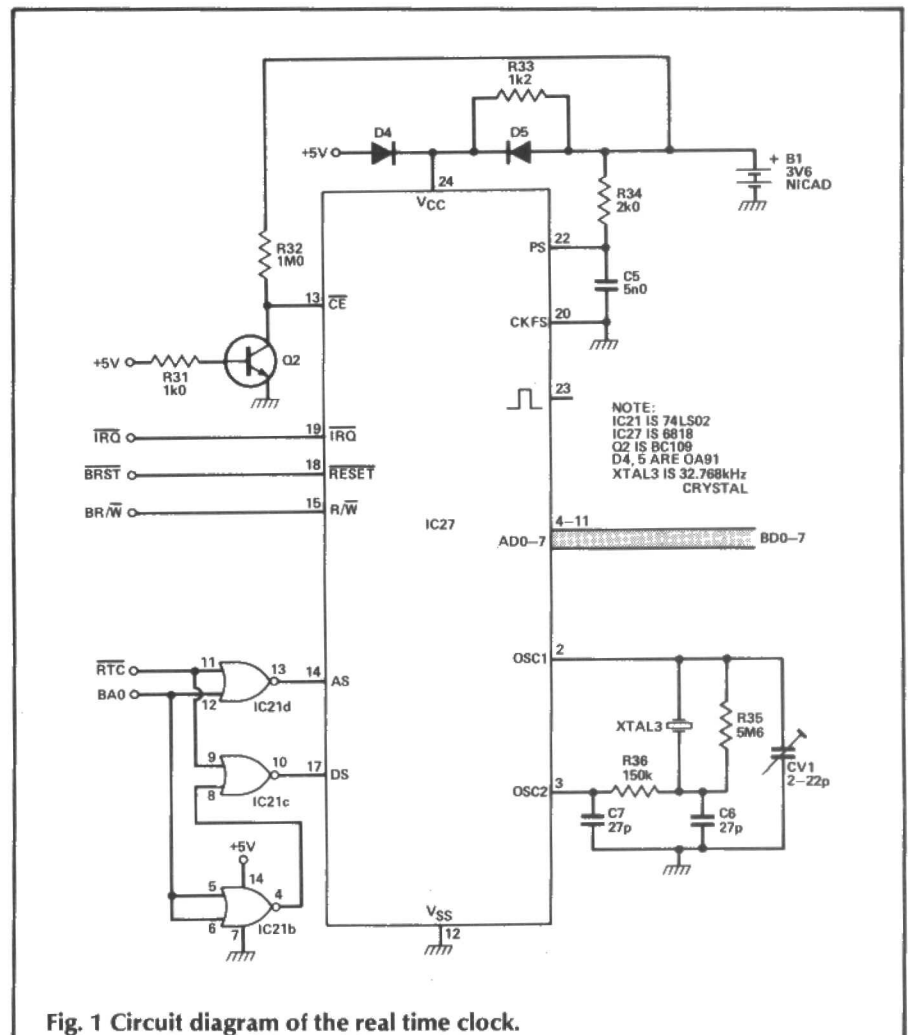 R33
1k2
D4
D5
+5V
24
VCC
+ B1
3V6
NICAD
R34
2k0
PS
22
C5
5n0
CKFS
20
R32
1M0
13
CE
+5V
R31
1k0
Q2
23
NOTE:
IC21 IS 74LS02
IC27 IS 6818
Q2 IS BC109
D4, 5 ARE OA91
XTAL3 IS 32.768kHz
CRYSTAL
IRQ
19
IRQ
BRST
18
RESET
BR/W
15
R/W
IC27
4–11
AD0–7
BD0–7
RTC
11
13
14
AS
BA0
12
IC21d
OSC1
2
XTAL3
R35
5M6
CV1
2–22p
9
10
17
DS
8
IC21c
R36
150k
OSC2
3
C7
27p
C6
27p
+5V
14
5
4
6
7
IC21b
VSS
12
Fig. 1 Circuit diagram of the real time clock.